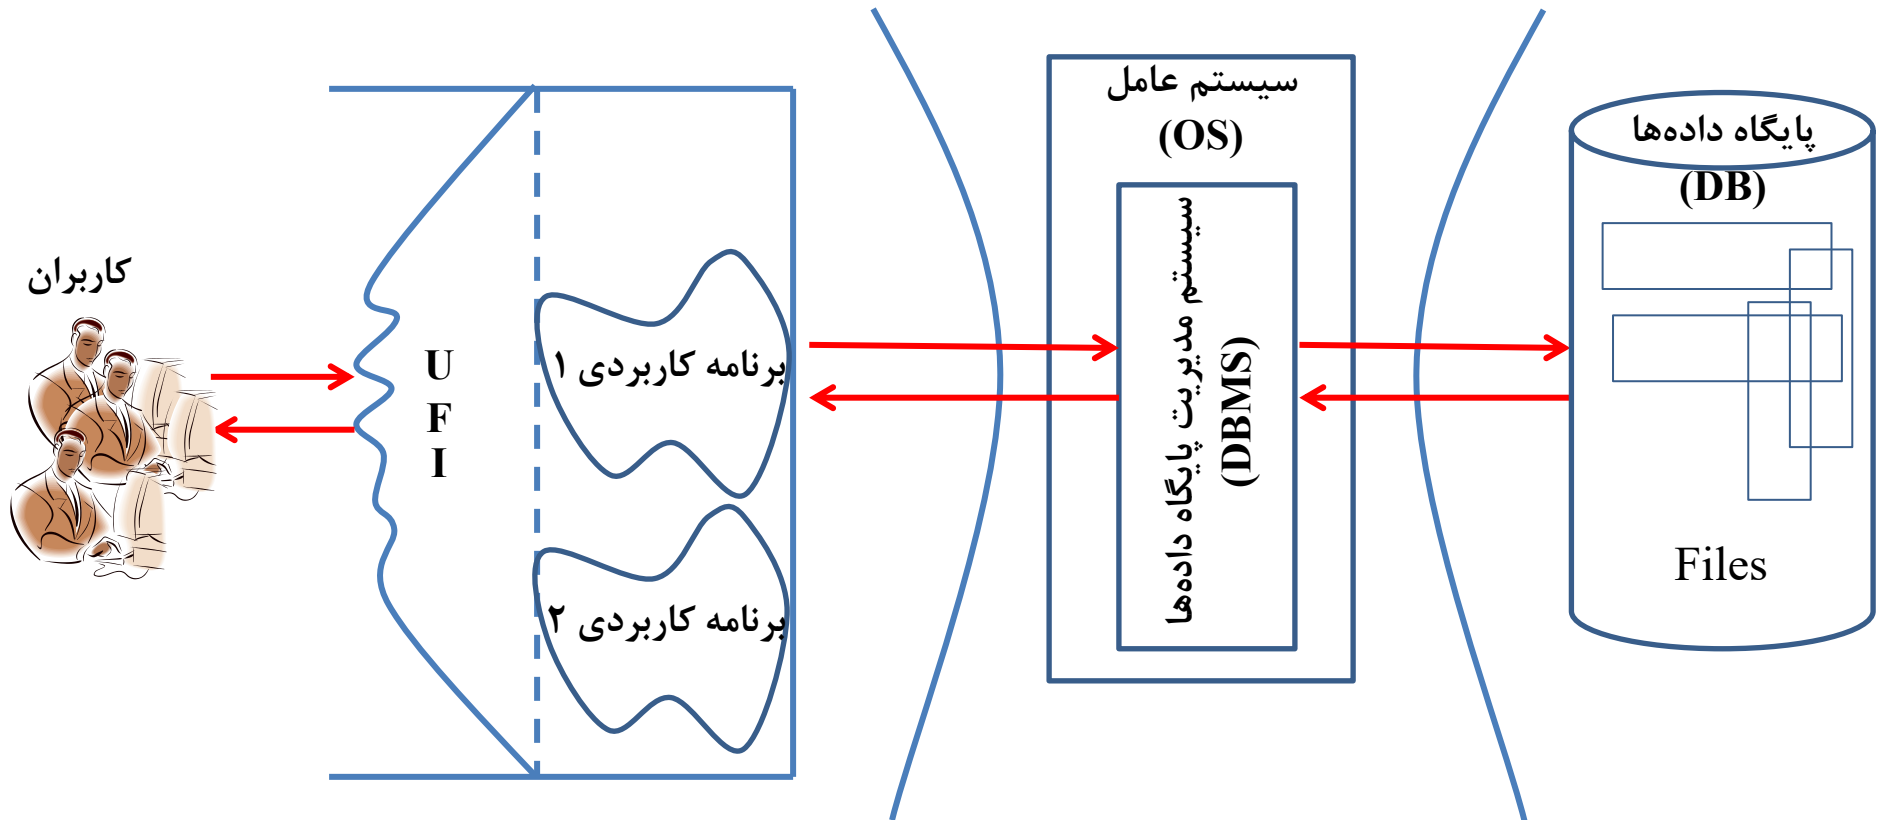 کاربران
U
F
I
برنامه کاربردی ۱
برنامه کاربردی ۲
سیستم عامل
(OS)
سیستم مدیریت پایگاه داده‌ها
(DBMS)
پایگاه داده‌ها
(DB)
Files